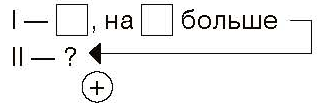 I — □, на □ больше
II — ?
+